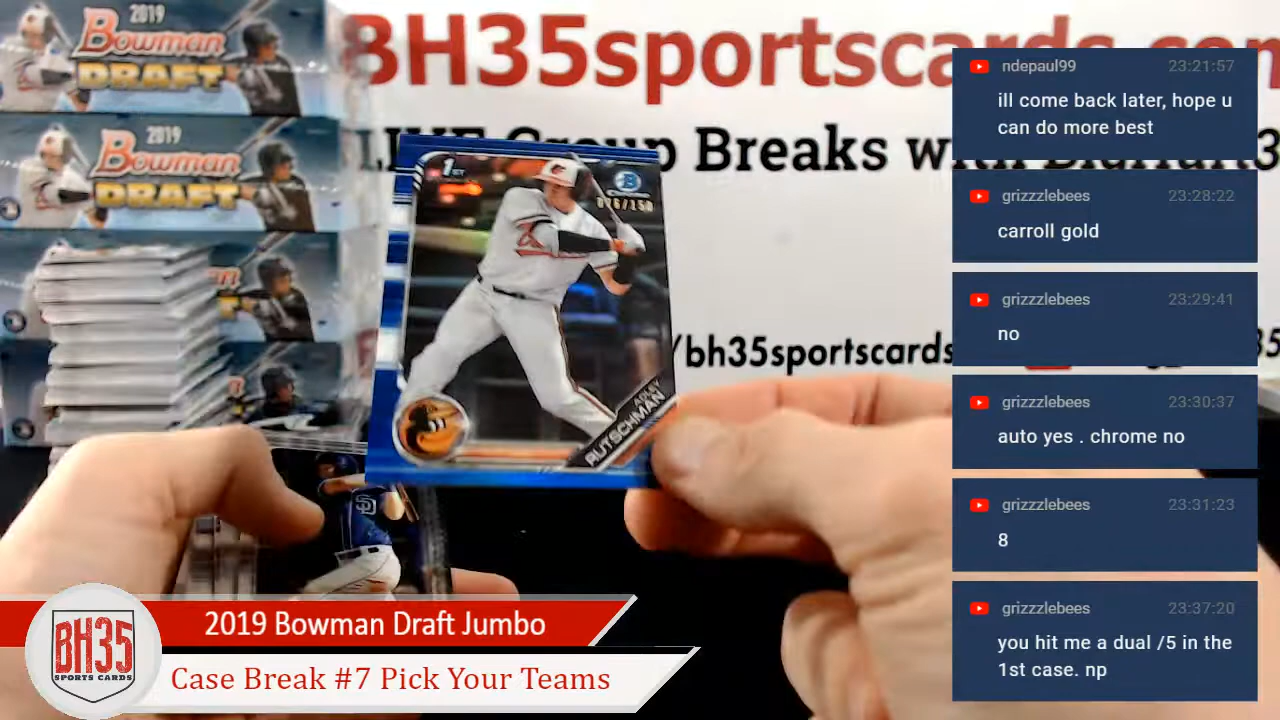 2019
Bowman
DRAFT
2019
Bowman
DRAFT
BH35sportscards.com
LIVE Group Breaks with
/bh35sportscards
1ST
/150
ADLEY
RUTSCHMAN
SD
ndepaul99 23:21:57
ill come back later, hope u
can do more best
grizzzlebees 23:28:22
carroll gold
grizzzlebees 23:29:41
no
grizzzlebees 23:30:37
auto yes . chrome no
grizzzlebees 23:31:23
8
grizzzlebees 23:37:20
you hit me a dual /5 in the
1st case. np
BH35
SPORTS CARDS
2019 Bowman Draft Jumbo
Case Break #7 Pick Your Teams